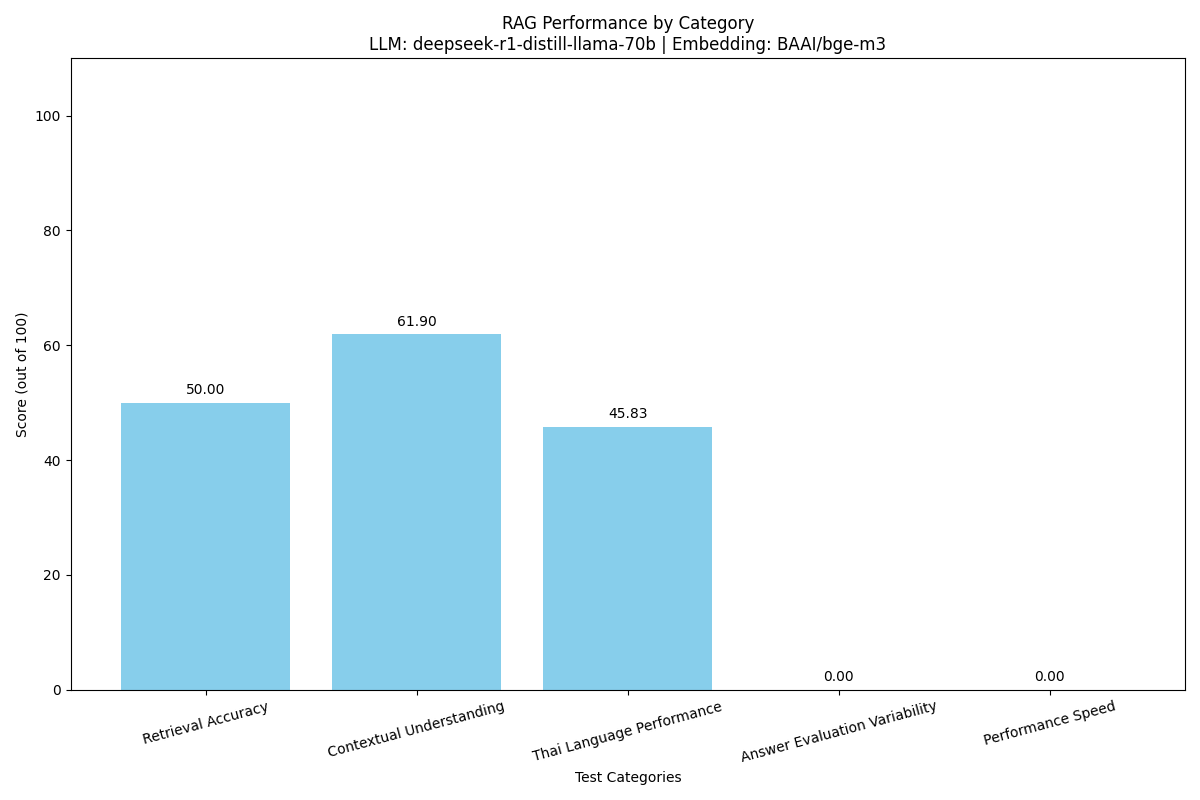 RAG Performance by Category
LLM: deepseek-r1-distill-llama-70b | Embedding: BAAI/bge-m3
Score (out of 100)
100
80
60
40
20
0
50.00
61.90
45.83
0.00
0.00
Retrieval Accuracy
Contextual Understanding
Thai Language Performance
Answer Evaluation Variability
Performance Speed
Test Categories